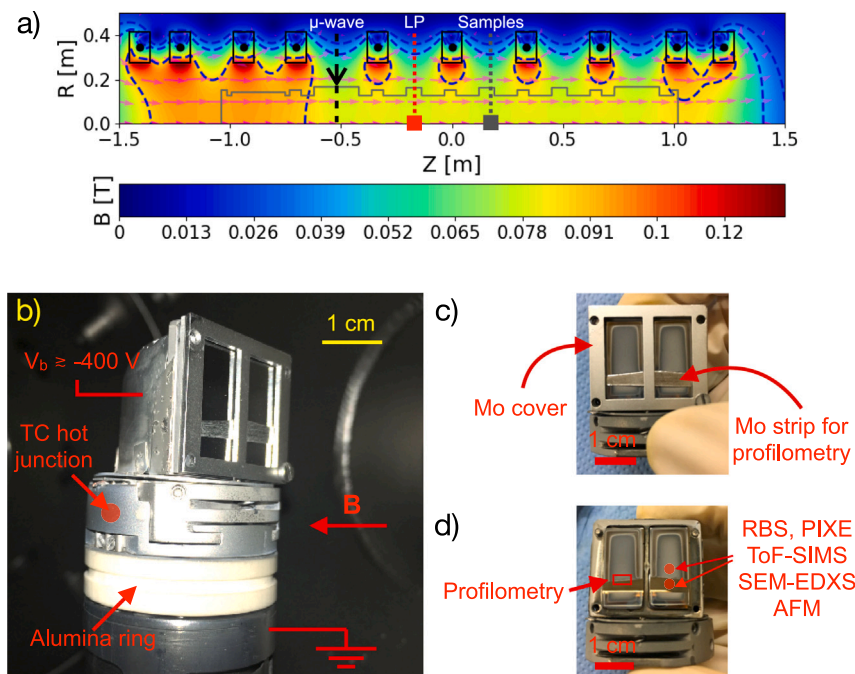 a)
μ-wave LP Samples
R [m]
0.4
0.2
0.0
−1.5 −1.0 −0.5 0.0 0.5 1.0 1.5
Z [m]
B [T]
0 0.013 0.026 0.039 0.052 0.065 0.078 0.091 0.1 0.12
b)
1 cm
V_b ≳ -400 V
TC hot
junction
B
Alumina ring
c)
Mo cover
Mo strip for
profilometry
1 cm
d)
RBS, PIXE
ToF-SIMS
SEM-EDXS
AFM
Profilometry
1 cm